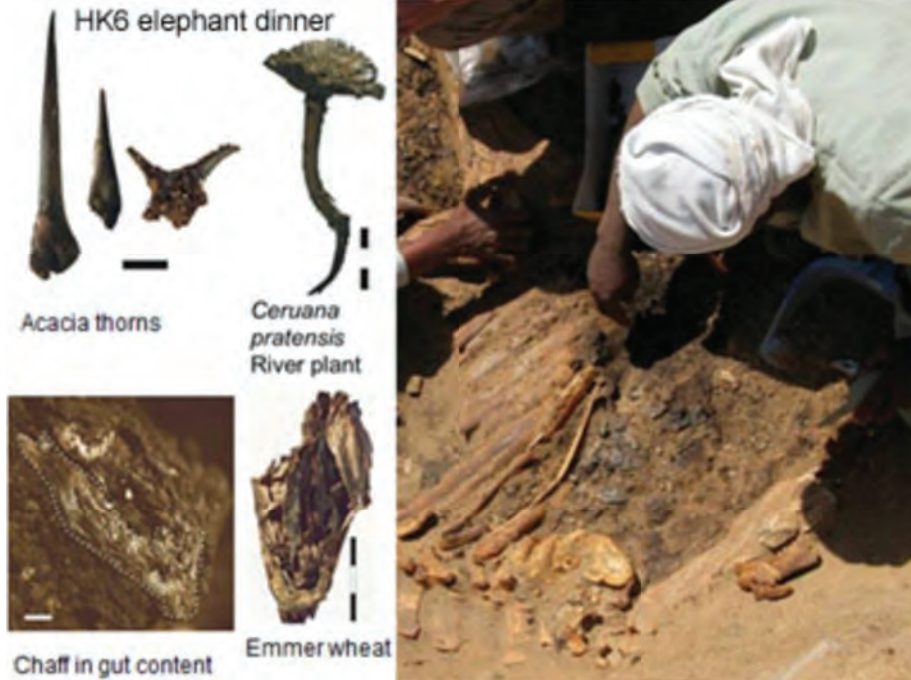 HK6 elephant dinner
Acacia thorns
Ceruana
pratensis
River plant
Chaff in gut content
Emmer wheat